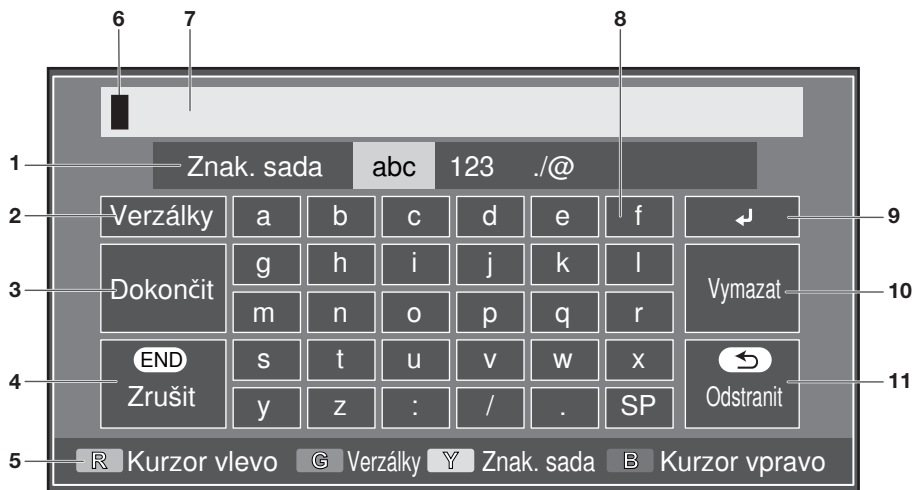 6 7 8
1 Znak. sada abc 123 ./@
2 Verzálky a b c d e f 9
g h i j k l
3 Dokončit Vymazat 10
m n o p q r
END s t u v w x
4 Zrušit Odstranit 11
y z : / . SP
5 R Kurzor vlevo G Verzálky Y Znak. sada B Kurzor vpravo